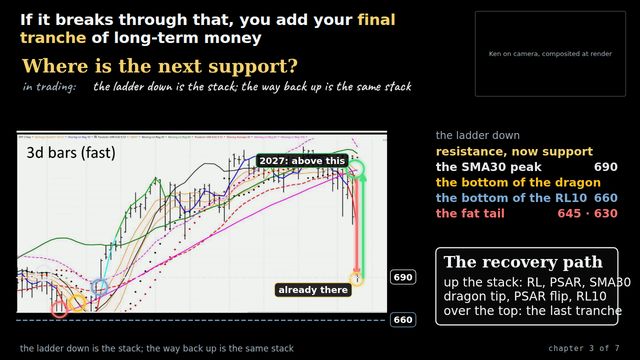 If it breaks through that, you add your final
tranche of long-term money
Where is the next support?
in trading: the ladder down is the stack; the way back up is the same stack
Ken on camera, composited at render
3d bars (fast)
2027: above this
already there
690
660
the ladder down
resistance, now support
the SMA30 peak 690
the bottom of the dragon
the bottom of the RL10 660
the fat tail 645 · 630
The recovery path
up the stack: RL, PSAR, SMA30
dragon tip, PSAR flip, RL10
over the top: the last tranche
the ladder down is the stack; the way back up is the same stack
chapter 3 of 7